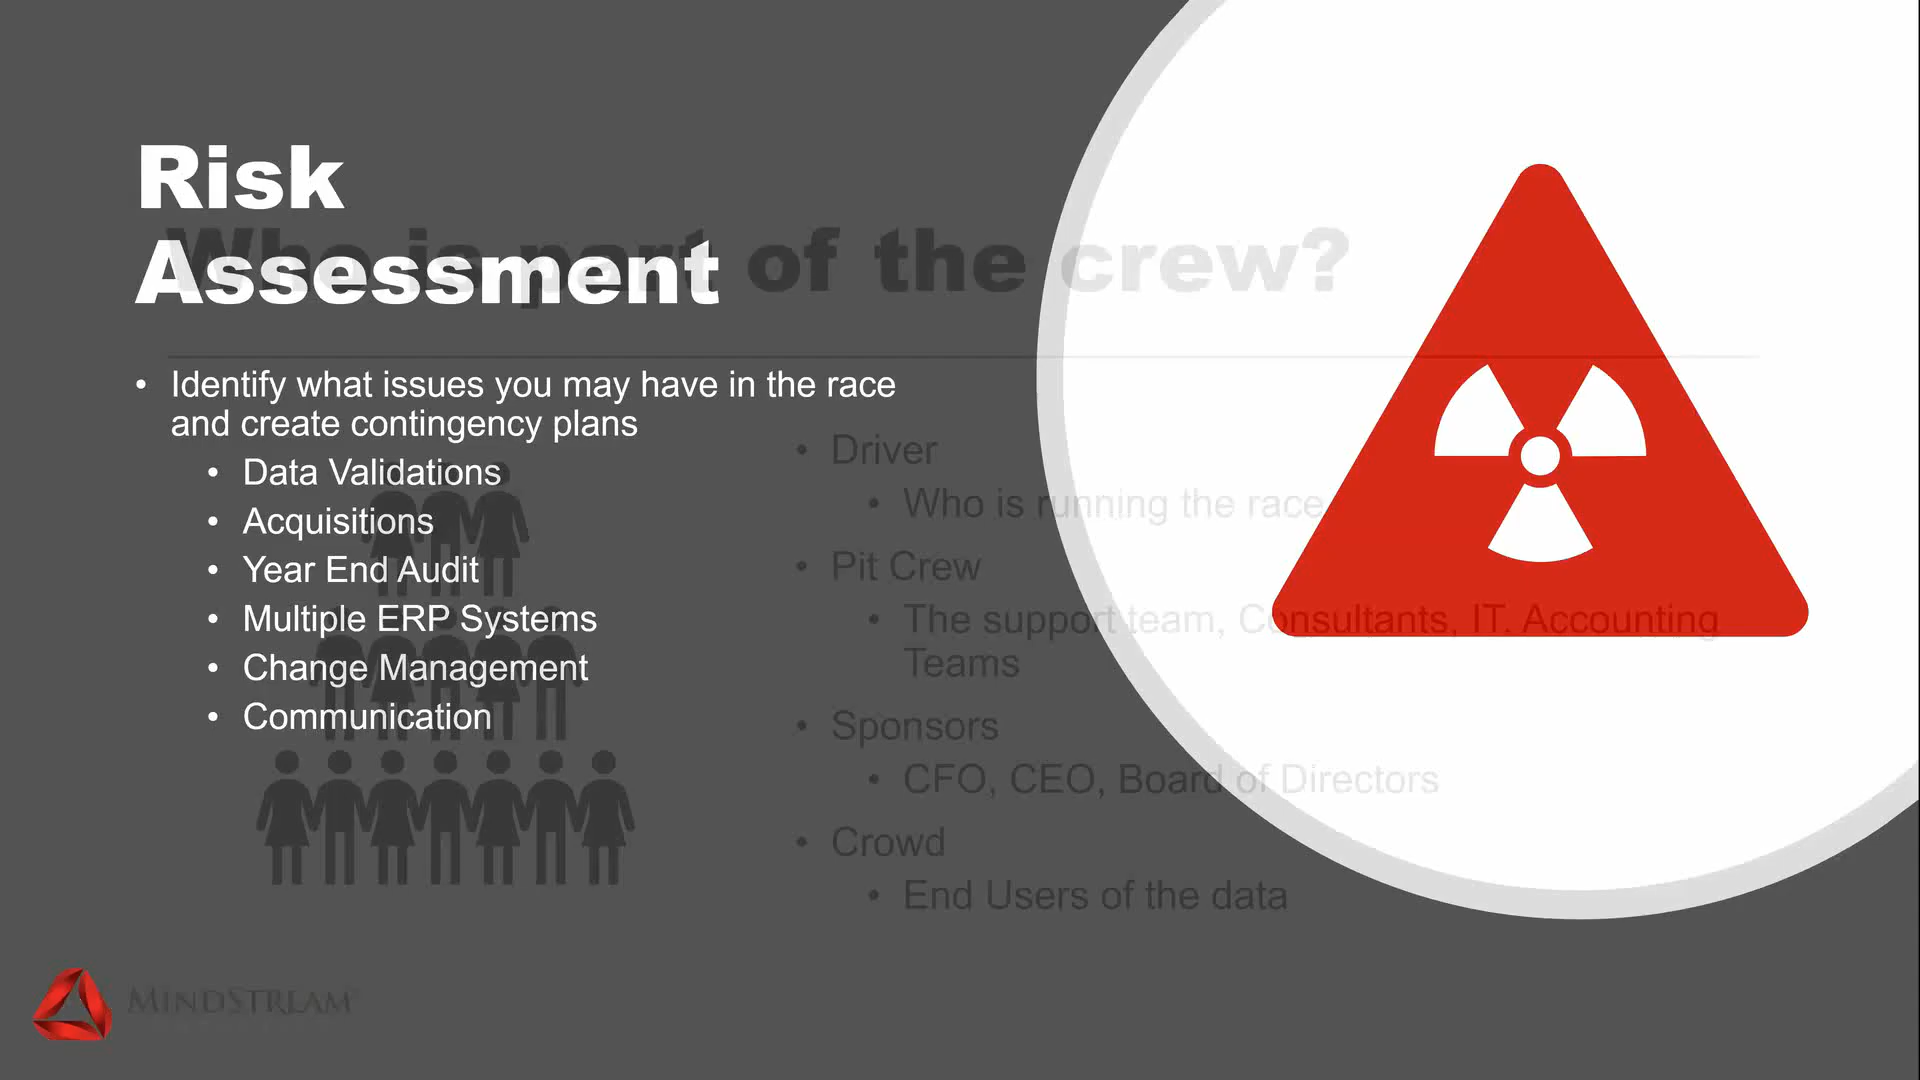 Risk
Assessment
Who is part of the crew?
• Identify what issues you may have in the race
and create contingency plans
• Data Validations
• Acquisitions
• Year End Audit
• Multiple ERP Systems
• Change Management
• Communication
• Driver
• Who is running the race
• Pit Crew
• The support team, Consultants, IT. Accounting
Teams
• Sponsors
• CFO, CEO, Board of Directors
• Crowd
• End Users of the data
MINDSTREAM